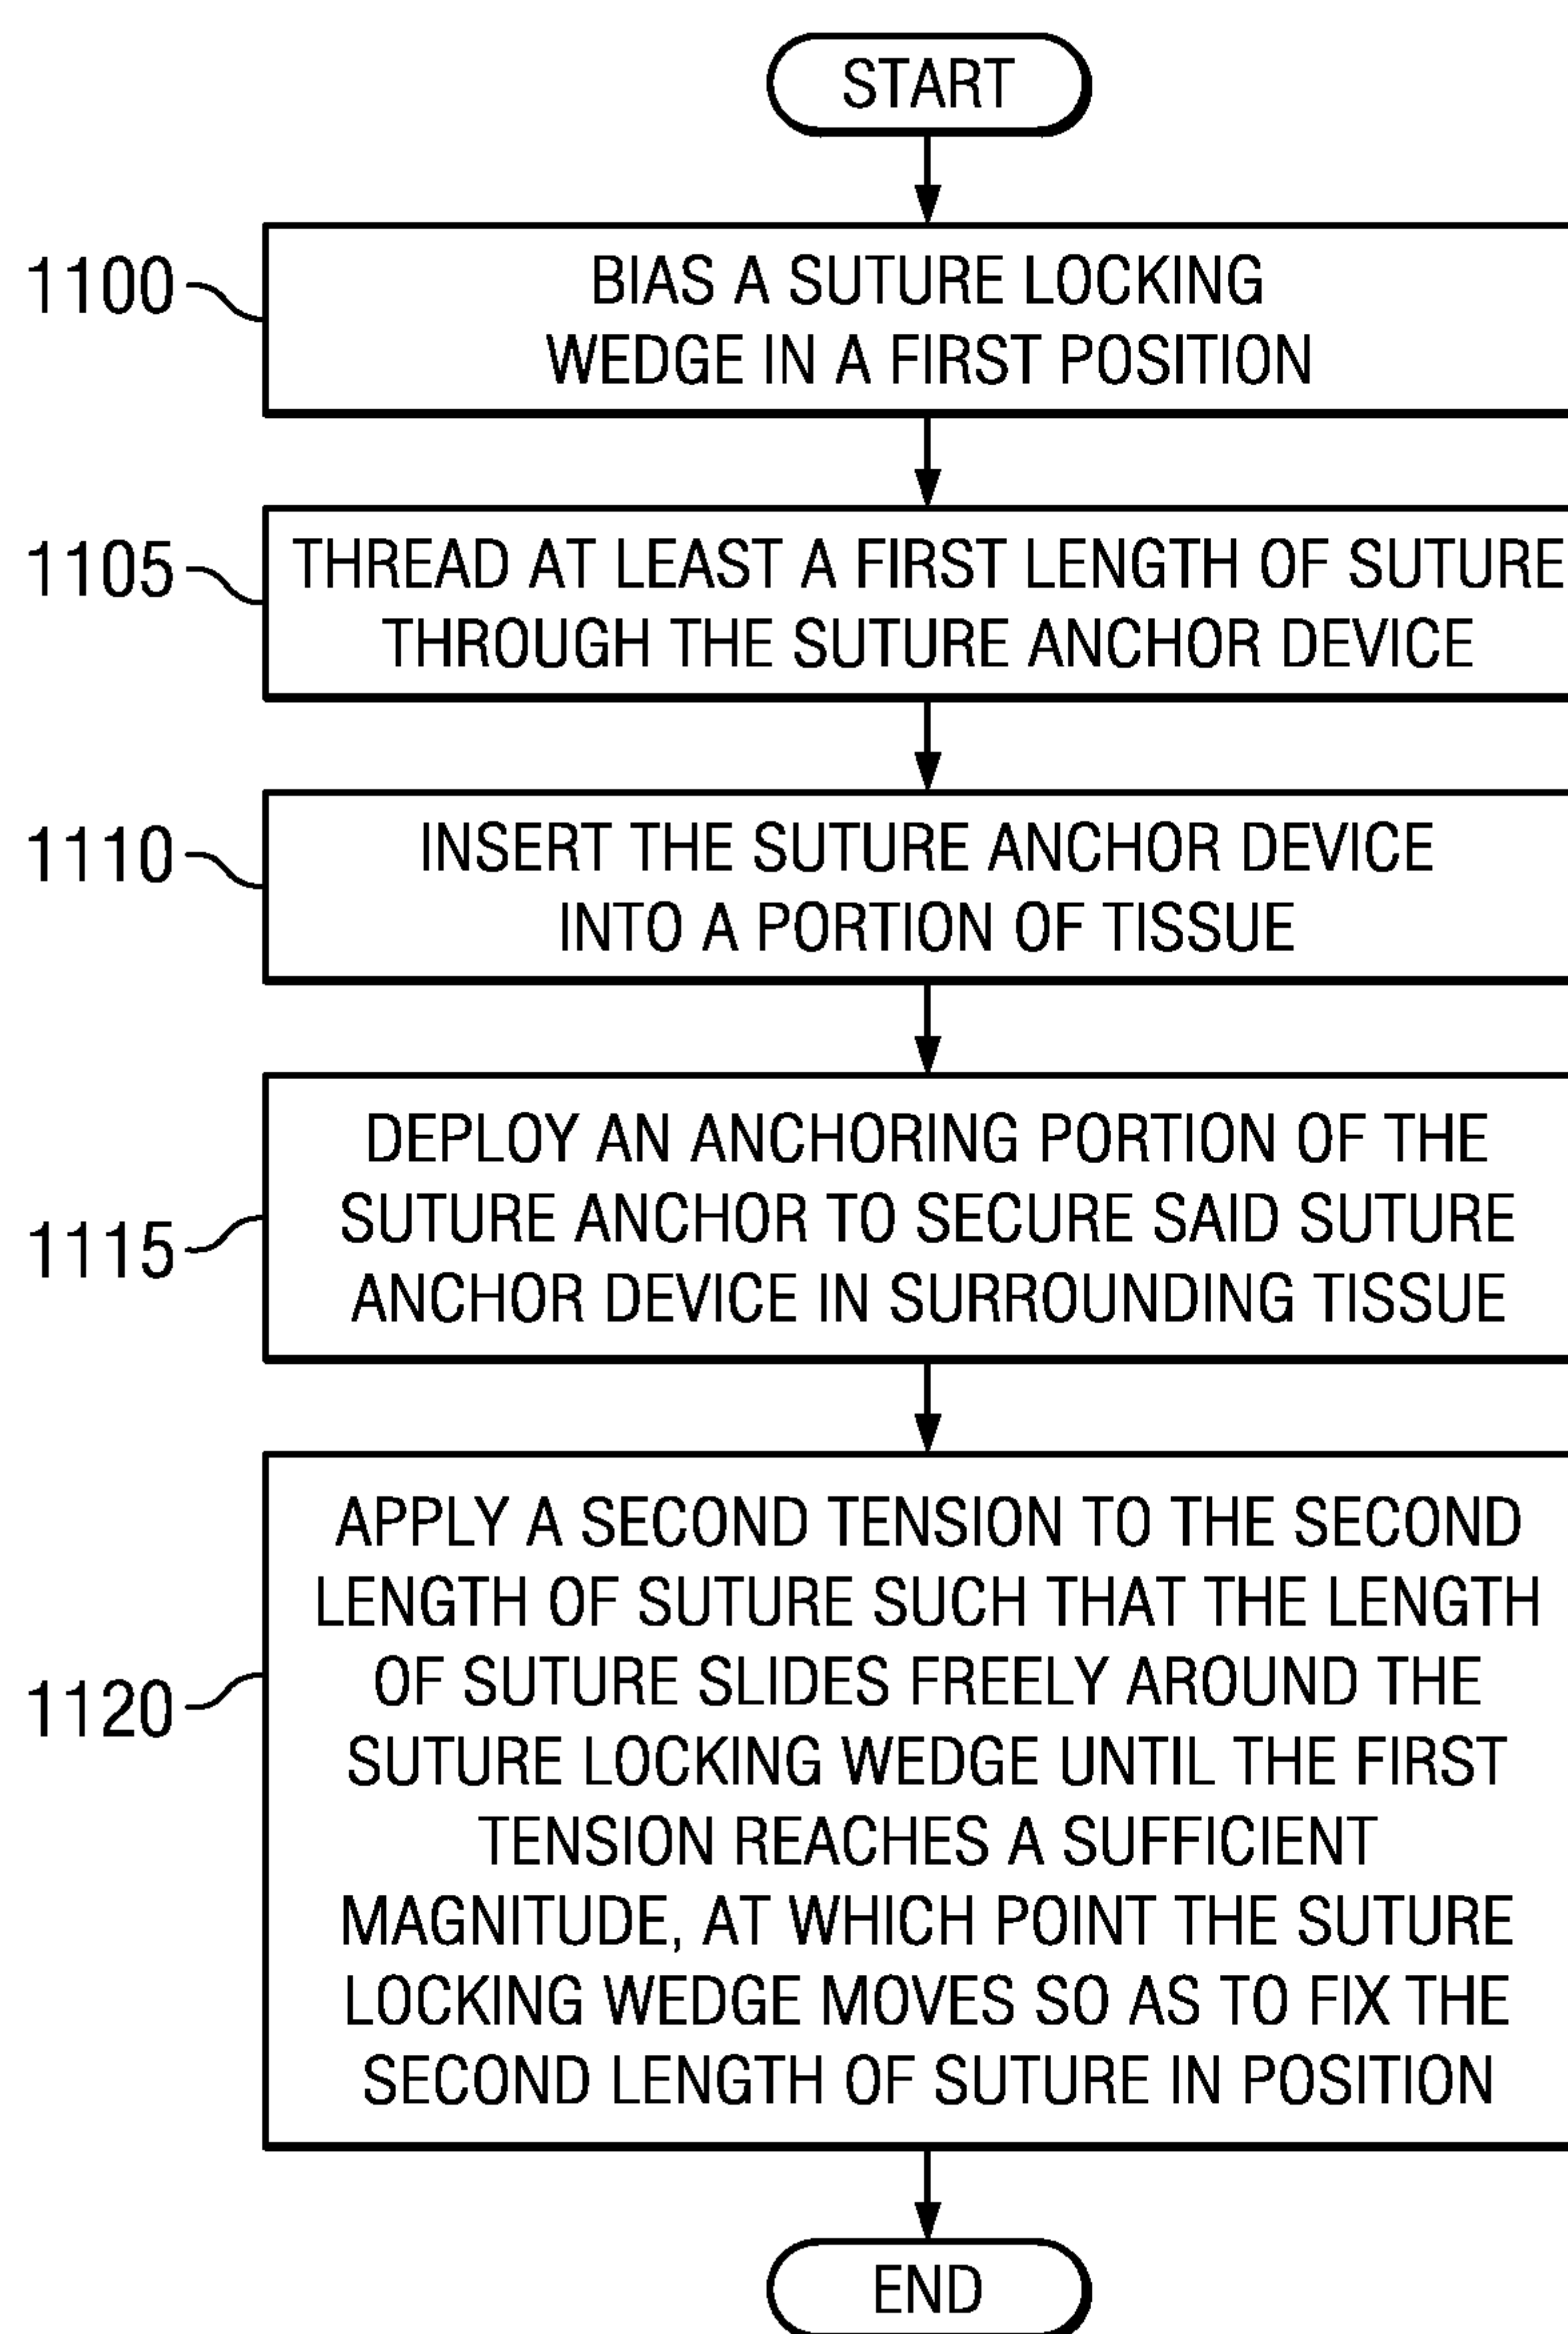 START
1100
BIAS A SUTURE LOCKING
WEDGE IN A FIRST POSITION
1105
THREAD AT LEAST A FIRST LENGTH OF SUTURE
THROUGH THE SUTURE ANCHOR DEVICE
1110
INSERT THE SUTURE ANCHOR DEVICE
INTO A PORTION OF TISSUE
1115
DEPLOY AN ANCHORING PORTION OF THE
SUTURE ANCHOR TO SECURE SAID SUTURE
ANCHOR DEVICE IN SURROUNDING TISSUE
1120
APPLY A SECOND TENSION TO THE SECOND
LENGTH OF SUTURE SUCH THAT THE LENGTH
OF SUTURE SLIDES FREELY AROUND THE
SUTURE LOCKING WEDGE UNTIL THE FIRST
TENSION REACHES A SUFFICIENT
MAGNITUDE, AT WHICH POINT THE SUTURE
LOCKING WEDGE MOVES SO AS TO FIX THE
SECOND LENGTH OF SUTURE IN POSITION
END